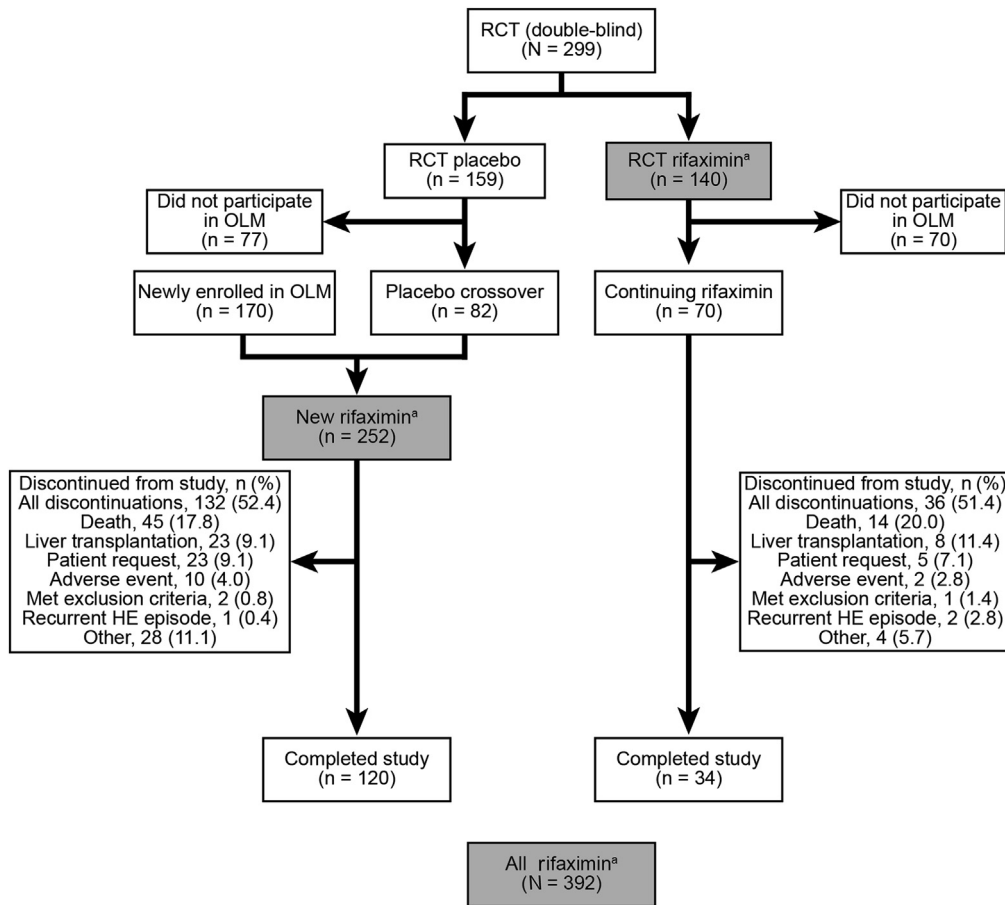 RCT (double-blind)
(N = 299)
RCT placebo
(n = 159)
RCT rifaximinᵃ
(n = 140)
Did not participate
in OLM
(n = 77)
Did not participate
in OLM
(n = 70)
Newly enrolled in OLM
(n = 170)
Placebo crossover
(n = 82)
Continuing rifaximin
(n = 70)
New rifaximinᵃ
(n = 252)
Discontinued from study, n (%)
All discontinuations, 132 (52.4)
Death, 45 (17.8)
Liver transplantation, 23 (9.1)
Patient request, 23 (9.1)
Adverse event, 10 (4.0)
Met exclusion criteria, 2 (0.8)
Recurrent HE episode, 1 (0.4)
Other, 28 (11.1)
Discontinued from study, n (%)
All discontinuations, 36 (51.4)
Death, 14 (20.0)
Liver transplantation, 8 (11.4)
Patient request, 5 (7.1)
Adverse event, 2 (2.8)
Met exclusion criteria, 1 (1.4)
Recurrent HE episode, 2 (2.8)
Other, 4 (5.7)
Completed study
(n = 120)
Completed study
(n = 34)
All rifaximinᵃ
(N = 392)